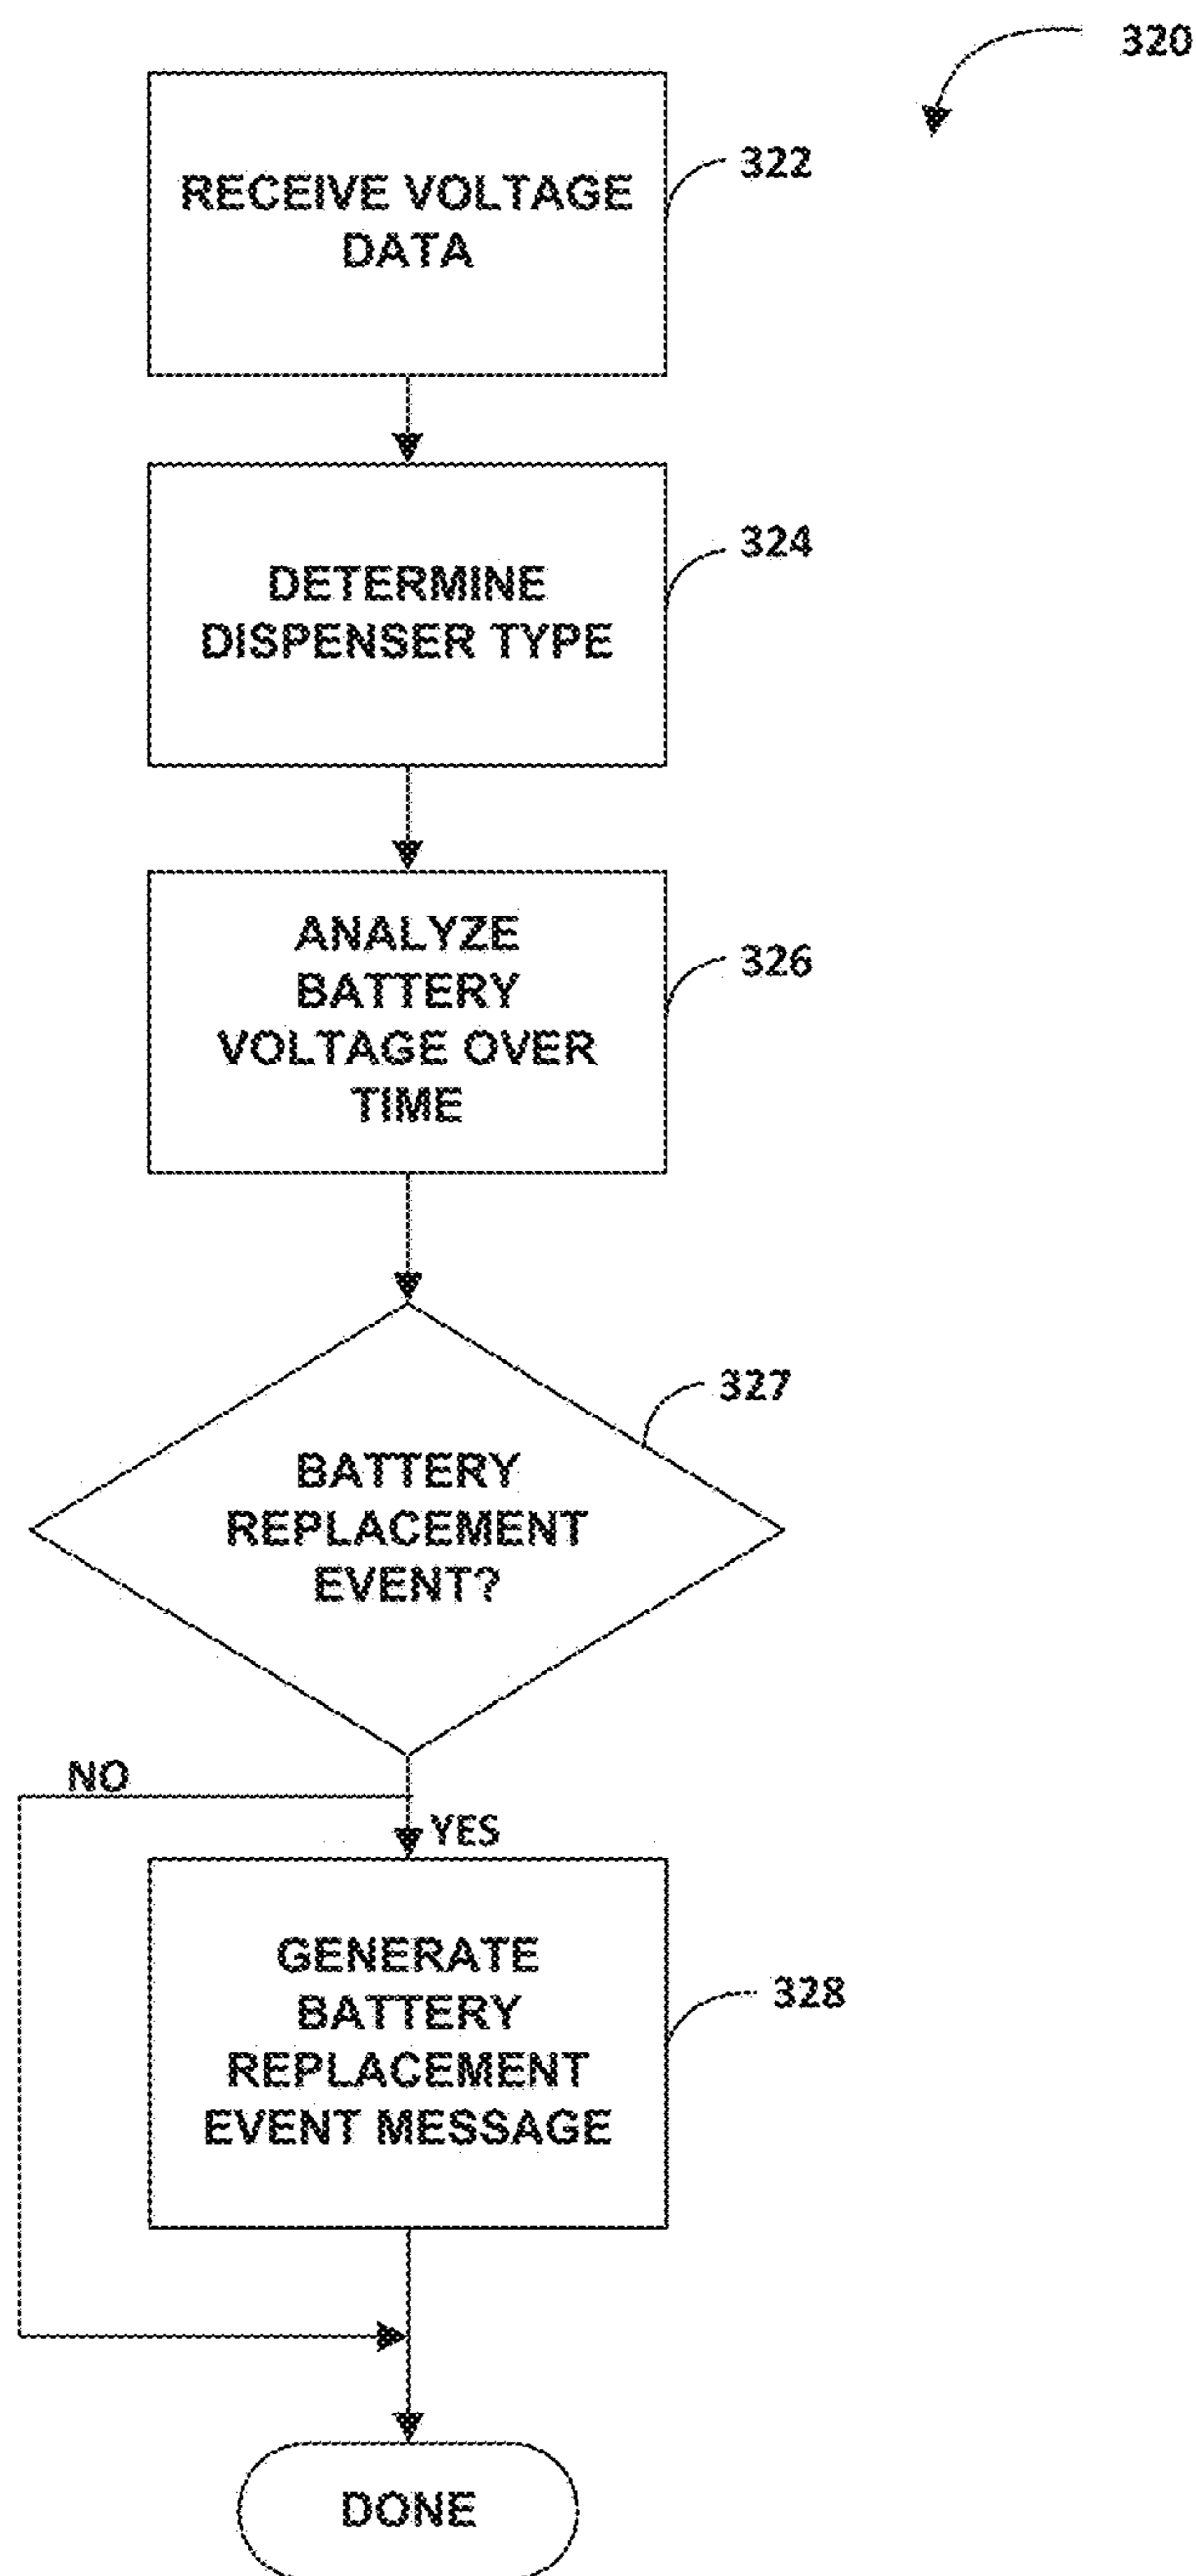 320
RECEIVE VOLTAGE
DATA
322
DETERMINE
DISPENSER TYPE
324
ANALYZE
BATTERY
VOLTAGE OVER
TIME
326
BATTERY
REPLACEMENT
EVENT?
327
NO
YES
GENERATE
BATTERY
REPLACEMENT
EVENT MESSAGE
328
DONE